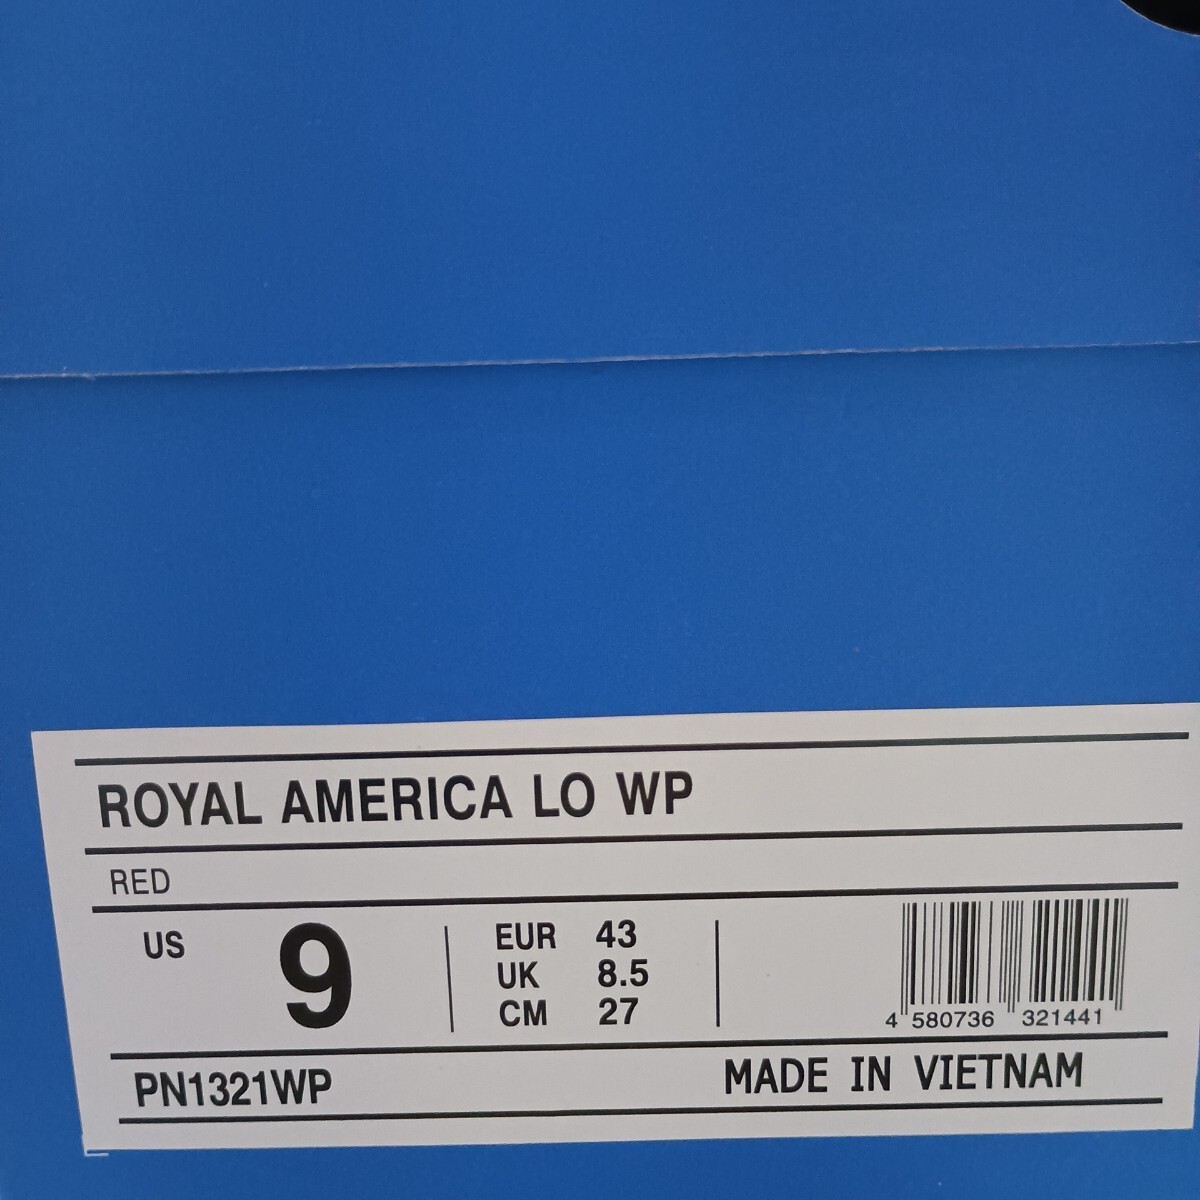 ROYAL AMERICA LO WP
RED
US 9
EUR 43
UK 8.5
CM 27
4 580736 321441
PN1321WP
MADE IN VIETNAM